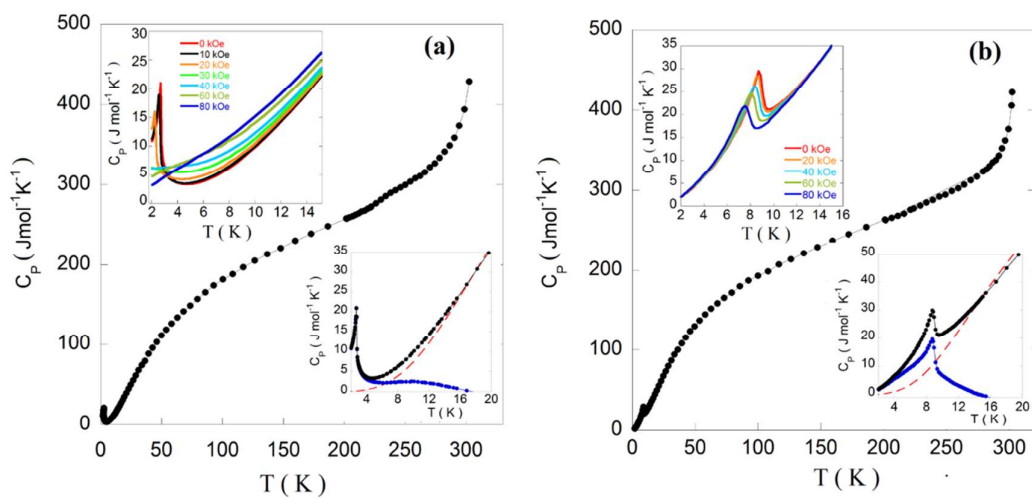 (a)
500
400
300
200
100
0
C_P ( Jmol⁻¹K⁻¹)
0 50 100 150 200 250 300
T ( K )
30
25
20
15
10
5
0
C_P ( J mol⁻¹ K⁻¹)
0 kOe
10 kOe
20 kOe
30 kOe
40 kOe
60 kOe
80 kOe
2 4 6 8 10 12 14
T ( K )
35
30
25
20
15
10
5
0
C_P ( J mol⁻¹ K⁻¹)
4 8 12 16 20
T ( K )
(b)
500
400
300
200
100
0
C_P ( Jmol⁻¹K⁻¹)
0 50 100 150 200 250 300
T ( K )
35
30
25
20
15
10
5
0
C_P ( J mol⁻¹ K⁻¹)
0 kOe
20 kOe
40 kOe
60 kOe
80 kOe
2 4 6 8 10 12 14 16
T ( K )
50
40
30
20
10
0
C_P ( J mol⁻¹ K⁻¹)
4 8 12 16 20
T ( K )